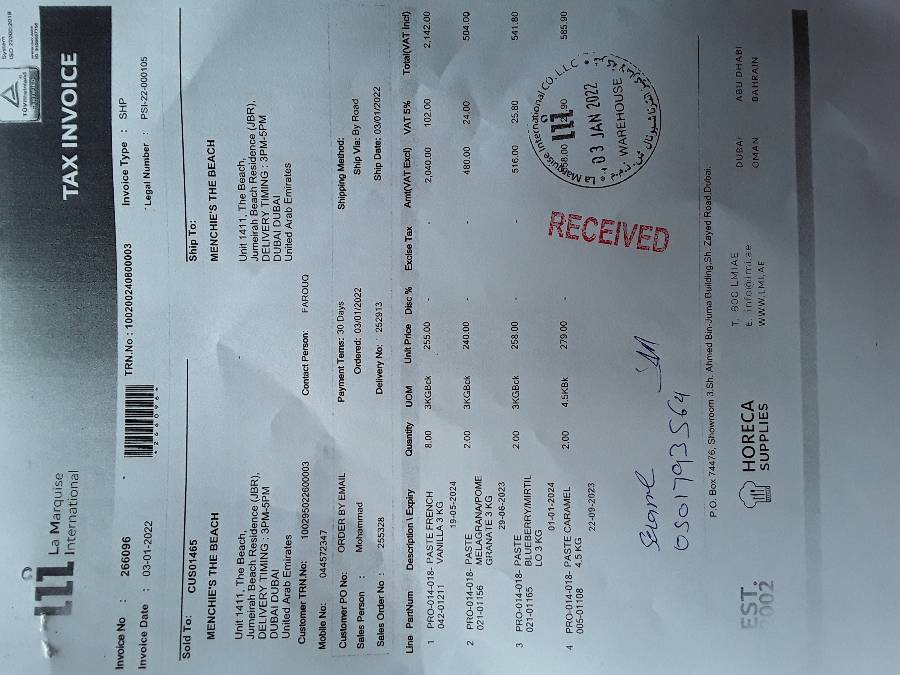 La Marquise
International
System
ISO 22000:2018
TÜVRheinland
CERTIFIED
TAX INVOICE
Invoice No : 266096
*266096*
TRN.No : 100200240800003
Invoice Type : SHP
Invoice Date : 03-01-2022
Legal Number : PSI-22-000105
Sold To: CUS01465
Ship To:
MENCHIE'S THE BEACH
MENCHIE'S THE BEACH
Unit 1411, The Beach,
Jumeirah Beach Residence (JBR),
DELIVERY TIMING : 3PM-5PM
DUBAI DUBAI
United Arab Emirates
Unit 1411, The Beach,
Jumeirah Beach Residence (JBR),
DELIVERY TIMING : 3PM-5PM
DUBAI DUBAI
United Arab Emirates
Customer TRN.No: 100295022600003
Mobile No: 044572347
Contact Person: FAROUQ
Customer PO No: ORDER BY EMAIL
Payment Terms: 30 Days
Shipping Method:
Sales Person : Mohammad
Ordered: 03/01/2022
Ship Via: By Road
Sales Order No : 255328
Delivery No: 252913
Ship Date: 03/01/2022
Line PartNum Description \ Expiry Quantity UOM Unit Price Disc % Excise Tax Amt(VAT Excl) VAT 5% Total(VAT Incl)
1 PRO-014-018- PASTE FRENCH 8.00 3KGBck 255.00 - - 2,040.00 102.00 2,142.00
042-01211 VANILLA 3 KG
19-05-2024
2 PRO-014-018- PASTE 2.00 3KGBck 240.00 - - 480.00 24.00 504.00
021-01156 MELAGRANA/POME
GRANATE 3 KG
29-06-2023
3 PRO-014-018- PASTE 2.00 3KGBck 258.00 - - 516.00 25.80 541.80
021-01165 BLUEBERRY/MIRTIL
LO 3 KG
01-01-2024
4 PRO-014-018- PASTE CARAMEL 2.00 4.5KBk 279.00 - 585.90
005-01108 4,5 KG
22-09-2023
La Marquise International CO. L.L.C
03 JAN 2022
WAREHOUSE
RECEIVED
0501793564
P.O. Box 74476, Showroom 3,Sh. Ahmed Bin-Juma Building,Sh. Zayed Road,Dubai.
EST.
2002
HORECA
SUPPLIES
T. 800 LMIAE
E. info@lmi.ae
WWW.LMI.AE
DUBAI
OMAN
ABU DHABI
BAHRAIN